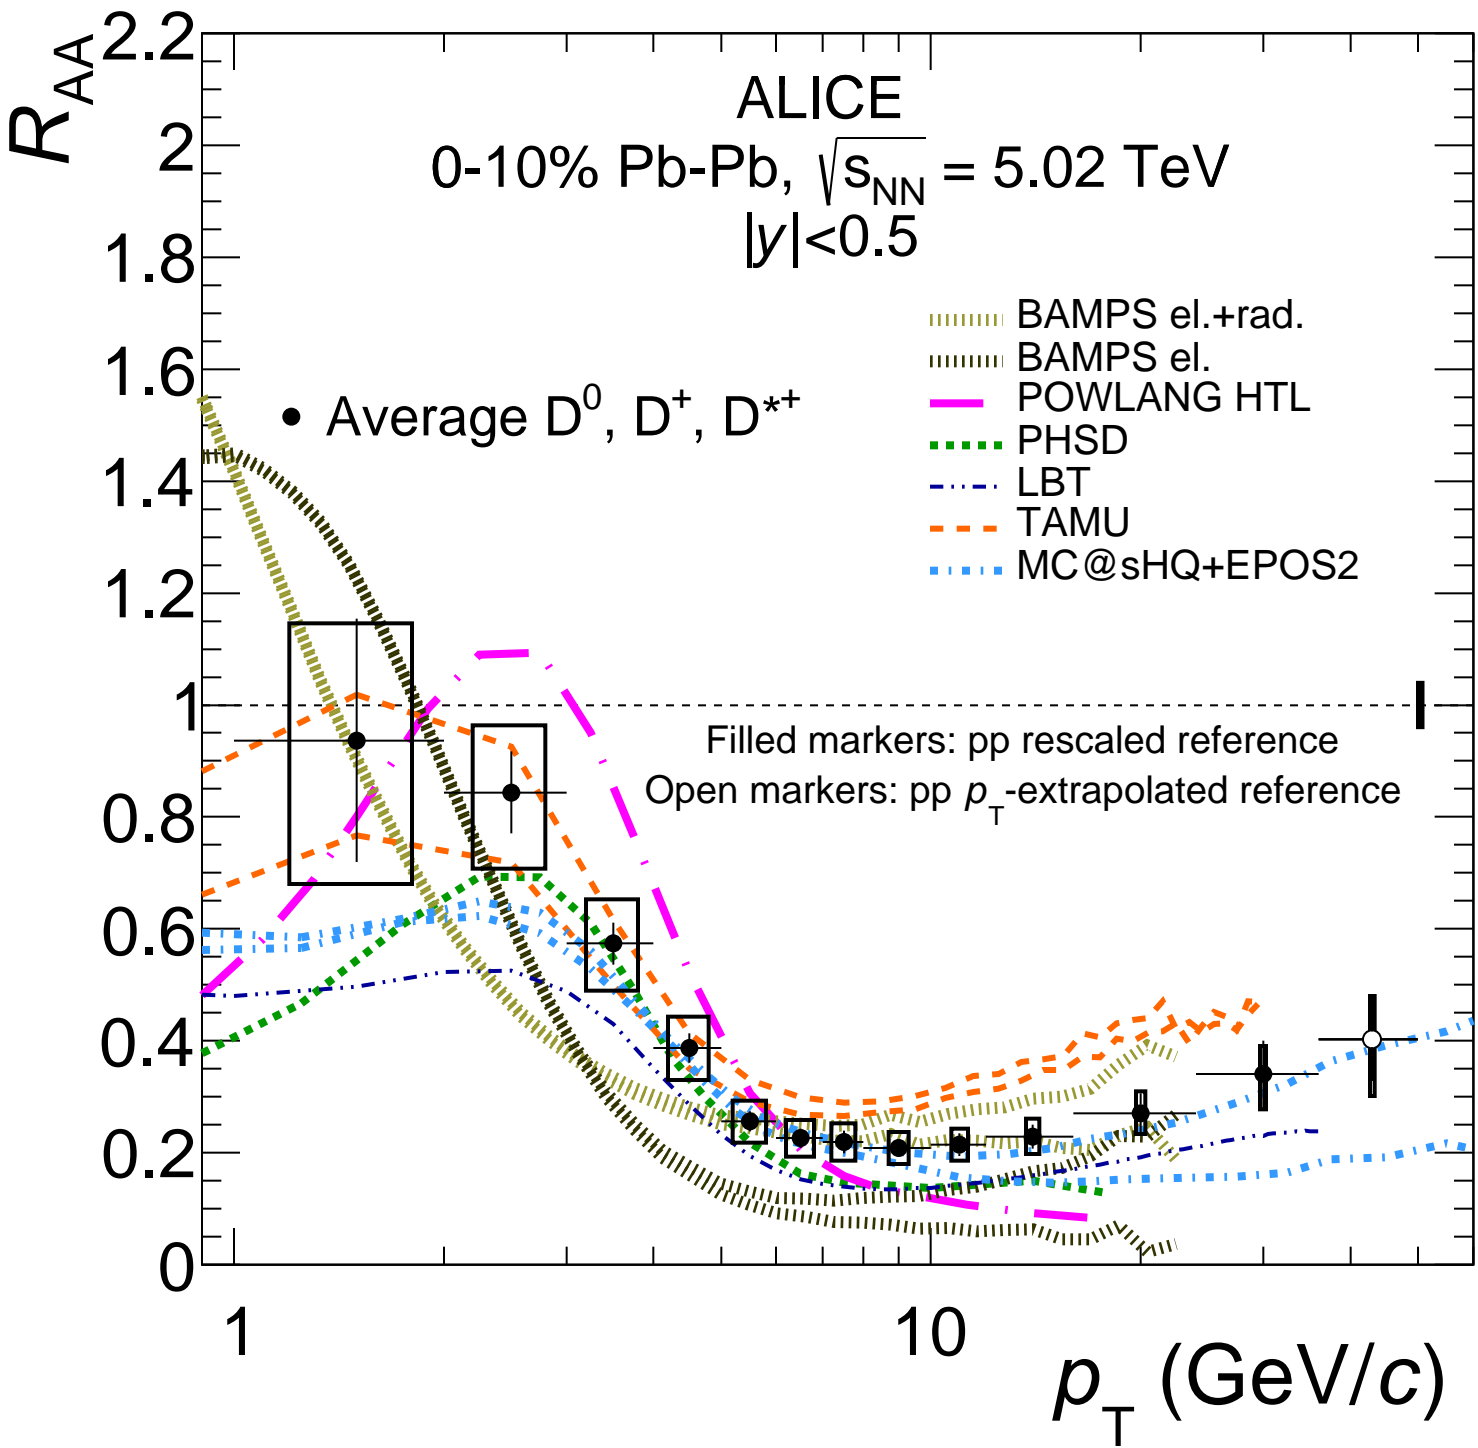 R_AA
2.2
2
1.8
1.6
1.4
1.2
1
0.8
0.6
0.4
0.2
0
ALICE
0-10% Pb-Pb, √s_NN = 5.02 TeV
|y|<0.5
BAMPS el.+rad.
BAMPS el.
POWLANG HTL
PHSD
LBT
TAMU
MC@sHQ+EPOS2
Average D⁰, D⁺, D*⁺
Filled markers: pp rescaled reference
Open markers: pp p_T-extrapolated reference
1
10
p_T (GeV/c)